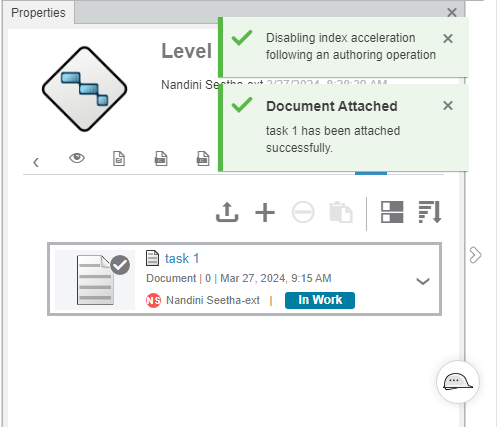 Properties
Disabling index acceleration
following an authoring operation
Level
Nandini Seetha-ext 3/27/2024, 8:28:39 AM
Document Attached
task 1 has been attached
successfully.
task 1
Document | 0 | Mar 27, 2024, 9:15 AM
NS Nandini Seetha-ext | In Work